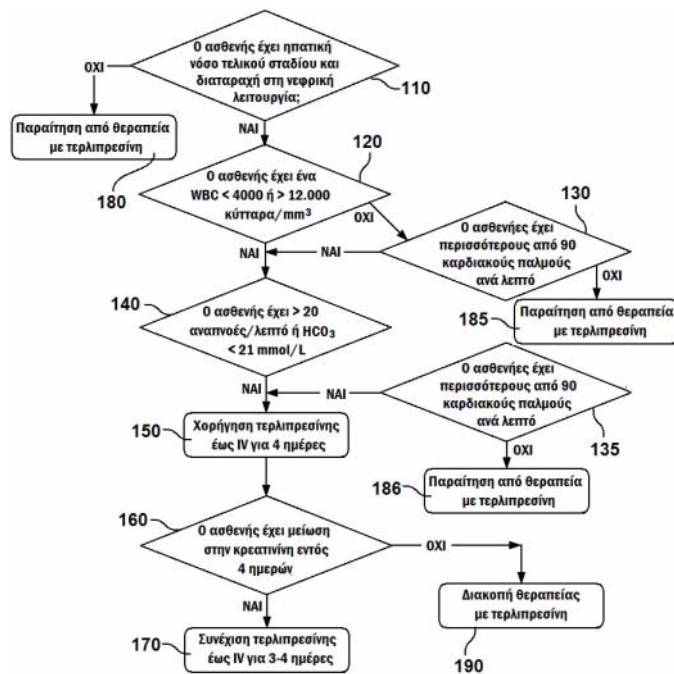 Ο ασθενής έχει ηπατική
νόσο τελικού σταδίου και
διαταραχή στη νεφρική
λειτουργία;
ΟΧΙ
110
Παραίτηση από θεραπεία
με τερλιπρεσίνη
180
ΝΑΙ
120
Ο ασθενής έχει ένα
WBC < 4000 ή > 12.000
κύτταρα/mm³
ΟΧΙ
130
Ο ασθενήες έχει
περισσότερους από 90
καρδιακούς παλμούς
ανά λεπτό
ΝΑΙ
ΝΑΙ
ΟΧΙ
185
Παραίτηση από θεραπεία
με τερλιπρεσίνη
140
Ο ασθενής έχει > 20
αναπνοές/λεπτό ή HCO₃
< 21 mmol/L
ΝΑΙ
ΝΑΙ
Ο ασθενής έχει
περισσότερους από 90
καρδιακούς παλμούς
ανά λεπτό
135
ΟΧΙ
150
Χορήγηση τερλιπρεσίνης
έως IV για 4 ημέρες
186
Παραίτηση από θεραπεία
με τερλιπρεσίνη
160
Ο ασθενής έχει μείωση
στην κρεατινίνη εντός
4 ημερών
ΟΧΙ
ΝΑΙ
Διακοπή θεραπείας
με τερλιπρεσίνη
190
170
Συνέχιση τερλιπρεσίνης
έως IV για 3-4 ημέρες